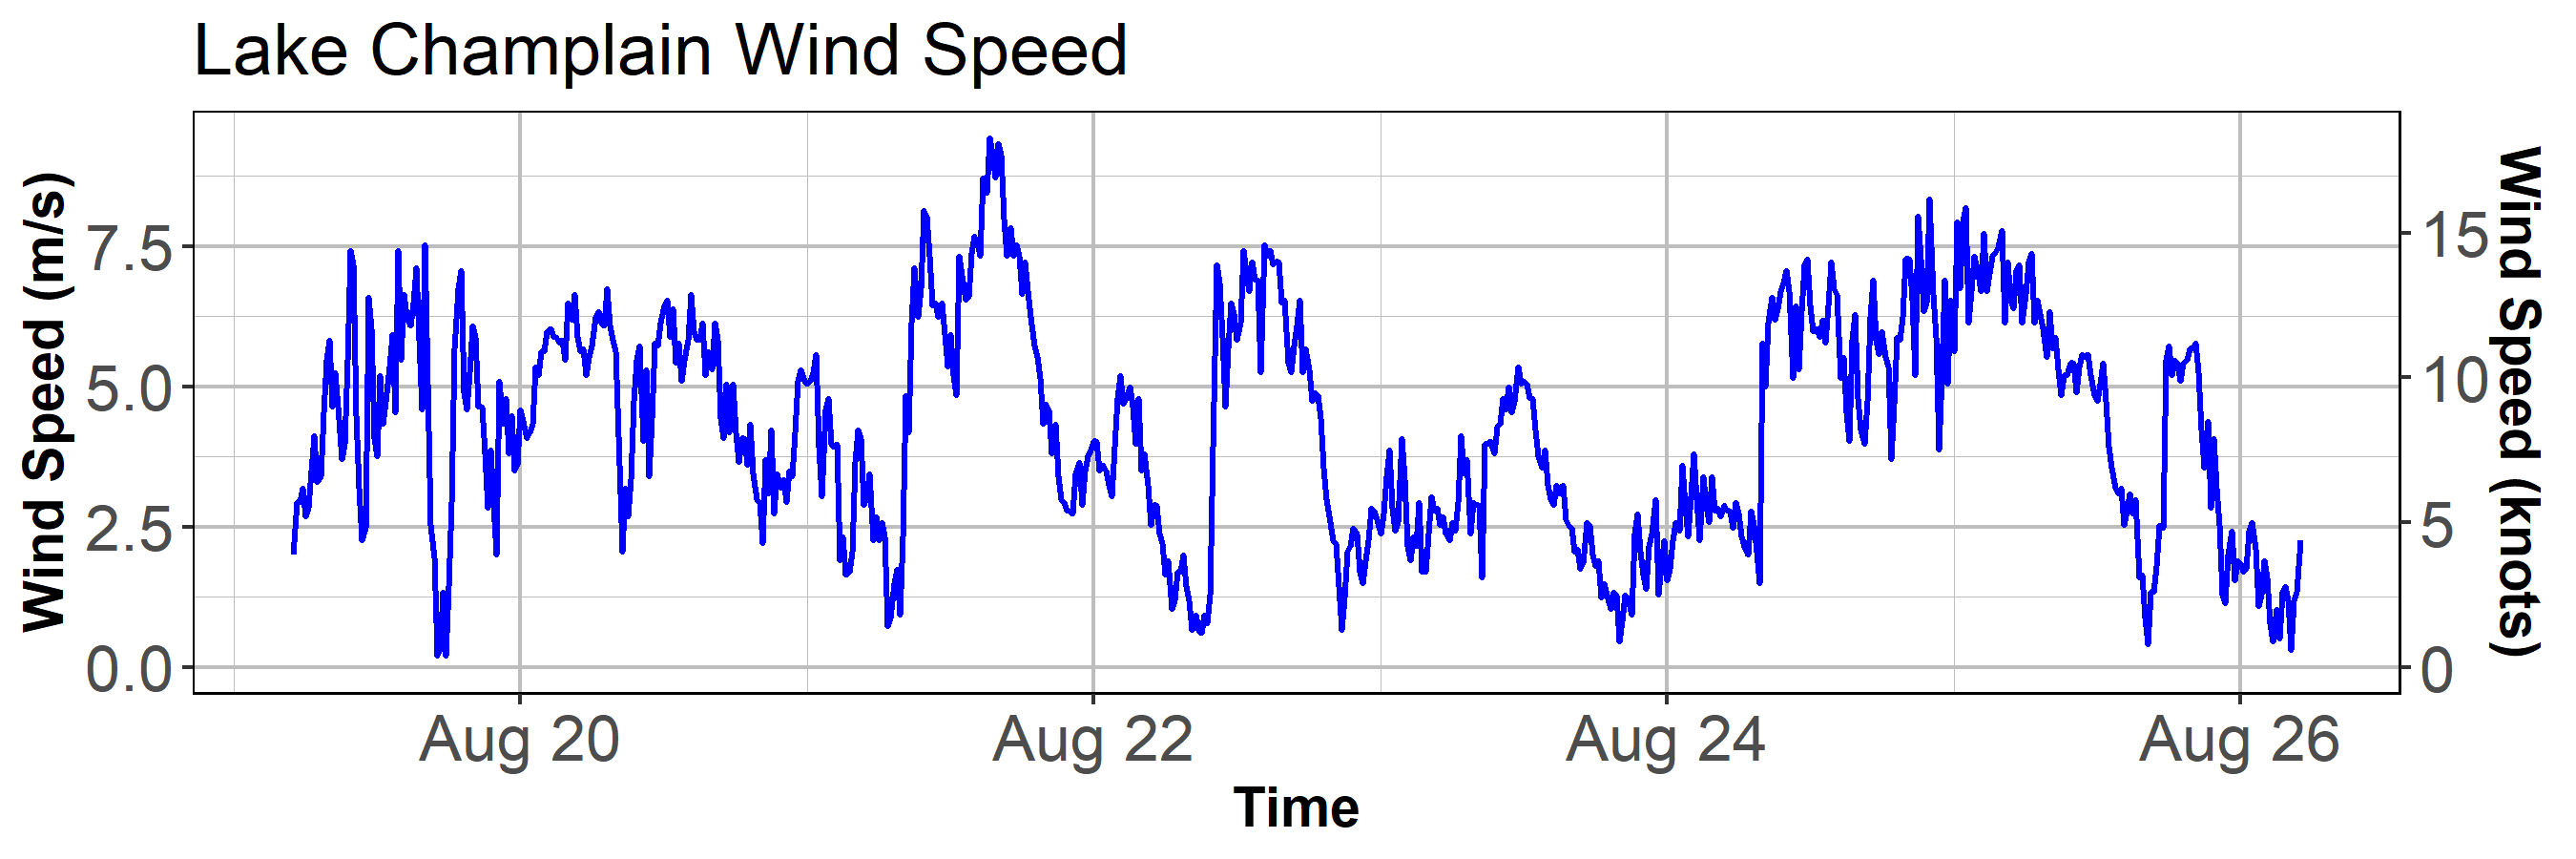 Lake Champlain Wind Speed
Wind Speed (m/s)
7.5
5.0
2.5
0.0
15
10
5
0
Wind Speed (knots)
Aug 20 Aug 22 Aug 24 Aug 26
Time